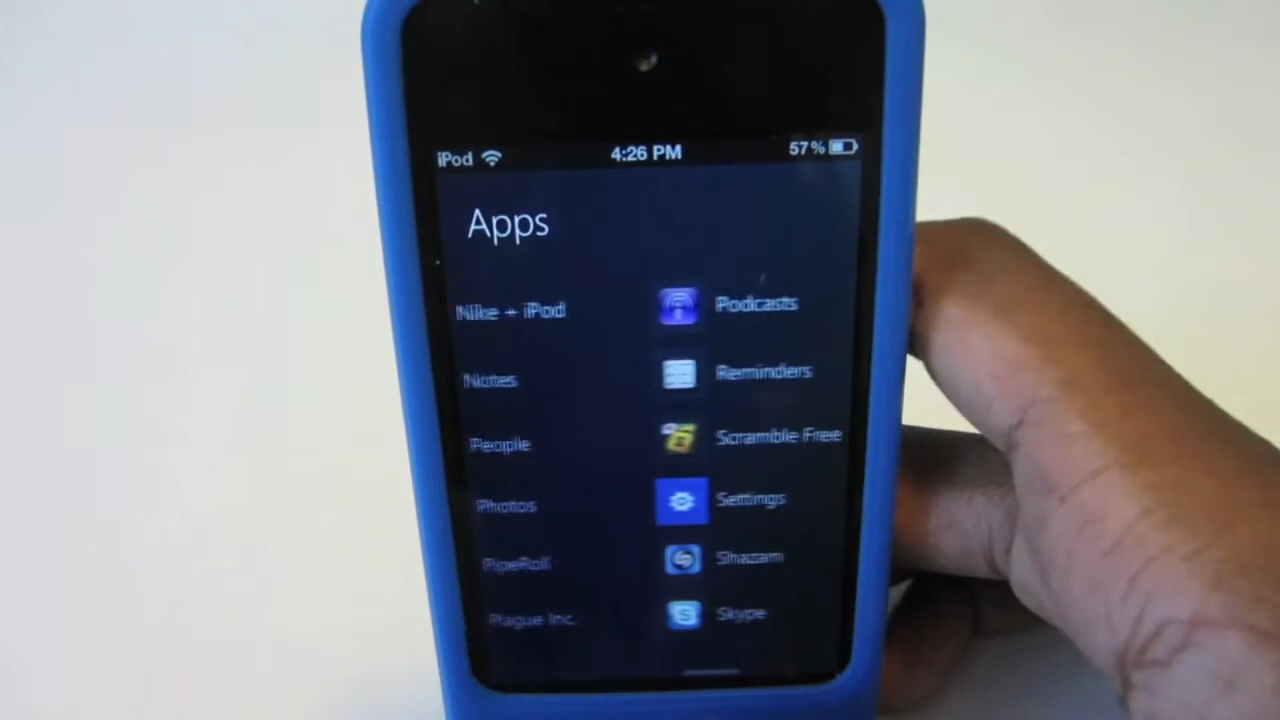 iPod 4:26 PM 57%
Apps
Nike + iPod
Notes
People
Photos
PipeRoll
Plague Inc.
Podcasts
Reminders
Scramble Free
Settings
Shazam
Skype